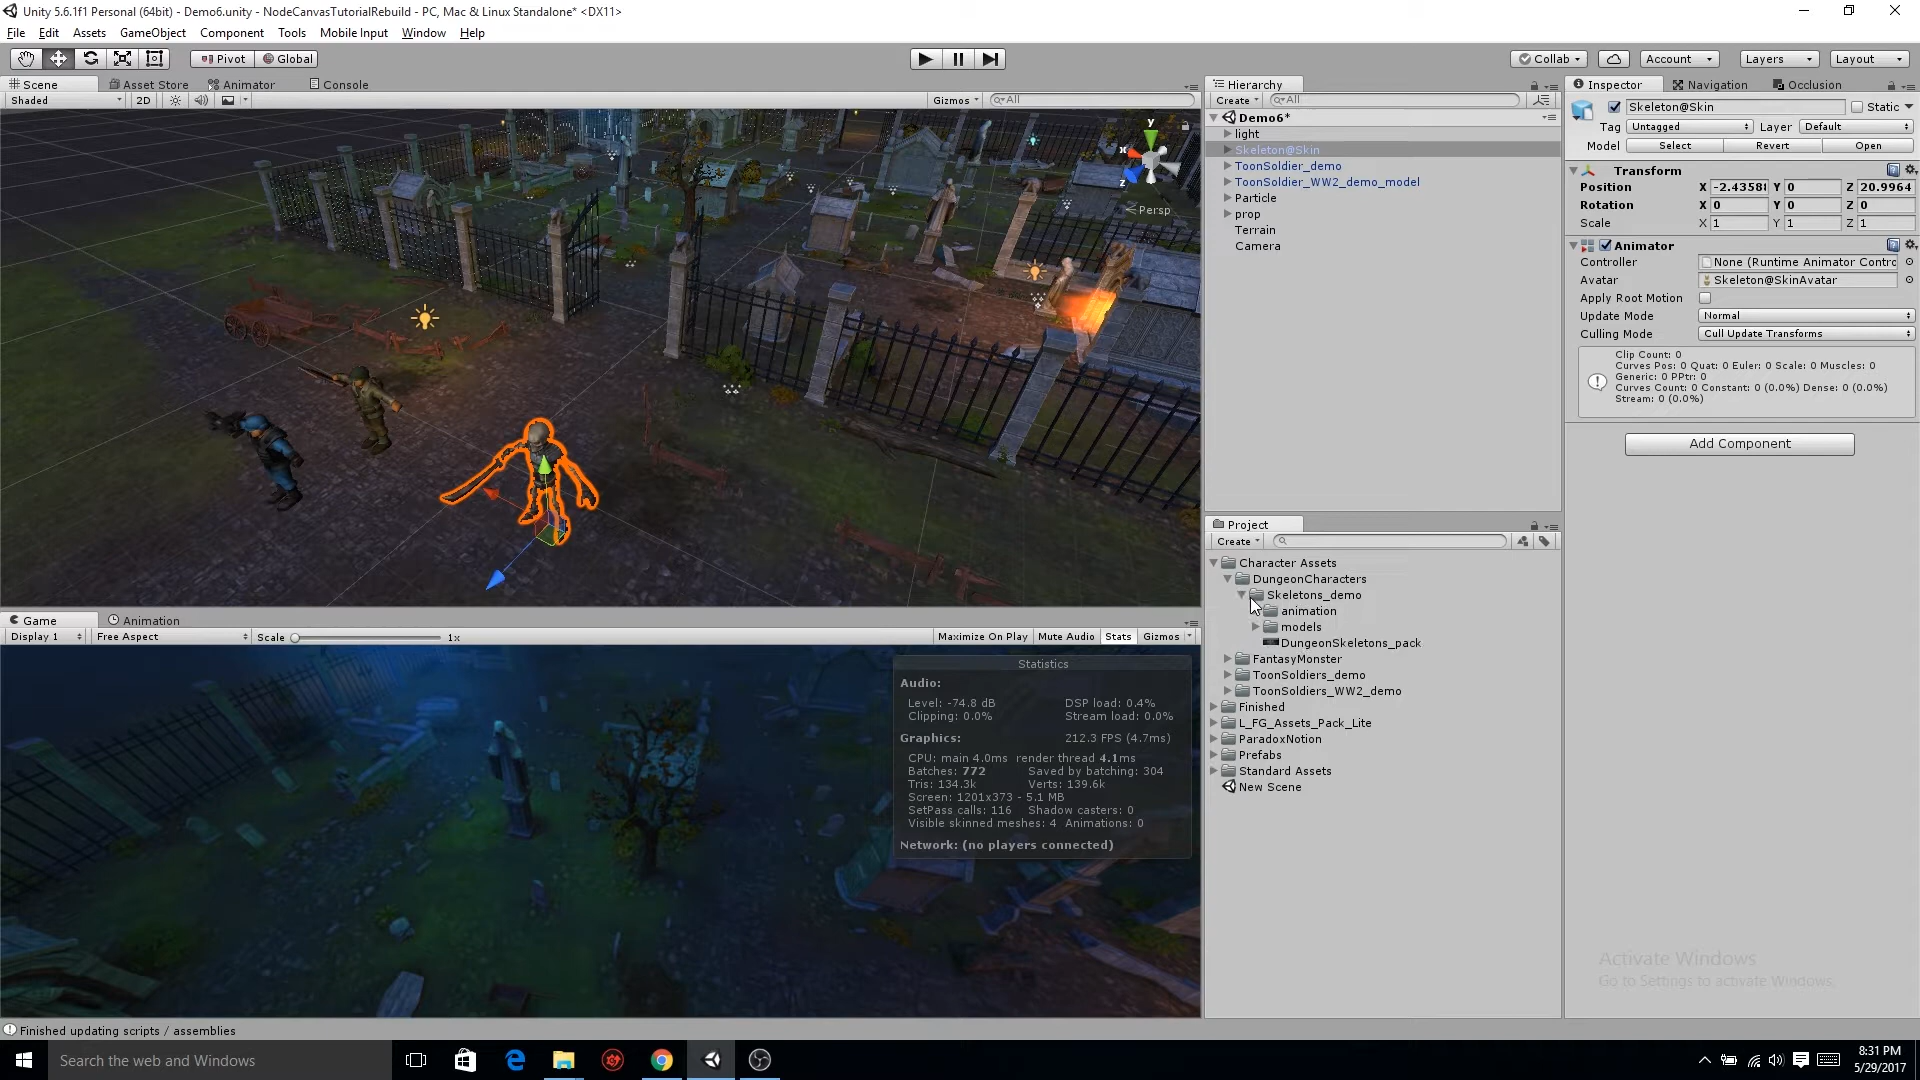 Unity 5.6.1f1 Personal (64bit) - Demo6.unity - NodeCanvasTutorialRebuild - PC, Mac & Linux Standalone* <DX11>
File Edit Assets GameObject Component Tools Mobile Input Window Help
Pivot Global Collab Account Layers Layout
Scene Asset Store Animator Console
Shaded 2D Gizmos All
y
x
z
Persp
Game Animation
Display 1 Free Aspect Scale 1x Maximize On Play Mute Audio Stats Gizmos
Statistics
Audio:
Level: -74.8 dB DSP load: 0.4%
Clipping: 0.0% Stream load: 0.0%
Graphics: 212.3 FPS (4.7ms)
CPU: main 4.0ms render thread 4.1ms
Batches: 772 Saved by batching: 304
Tris: 134.3k Verts: 139.6k
Screen: 1201x373 - 5.1 MB
SetPass calls: 116 Shadow casters: 0
Visible skinned meshes: 4 Animations: 0
Network: (no players connected)
Hierarchy
Create All
Demo6*
light
Skeleton@Skin
ToonSoldier_demo
ToonSoldier_WW2_demo_model
Particle
prop
Terrain
Camera
Project
Create
Character Assets
DungeonCharacters
Skeletons_demo
animation
models
DungeonSkeletons_pack
FantasyMonster
ToonSoldiers_demo
ToonSoldiers_WW2_demo
Finished
L_FG_Assets_Pack_Lite
ParadoxNotion
Prefabs
Standard Assets
New Scene
Inspector Navigation Occlusion
Skeleton@Skin Static
Tag Untagged Layer Default
Model Select Revert Open
Transform
Position X -2.4358 Y 0 Z 20.9964
Rotation X 0 Y 0 Z 0
Scale X 1 Y 1 Z 1
Animator
Controller None (Runtime Animator Contro
Avatar Skeleton@SkinAvatar
Apply Root Motion
Update Mode Normal
Culling Mode Cull Update Transforms
Clip Count: 0
Curves Pos: 0 Quat: 0 Euler: 0 Scale: 0 Muscles: 0
Generic: 0 PPtr: 0
Curves Count: 0 Constant: 0 (0.0%) Dense: 0 (0.0%)
Stream: 0 (0.0%)
Add Component
Activate Windows
Go to Settings to activate Windows.
Finished updating scripts / assemblies
Search the web and Windows
8:31 PM
5/29/2017